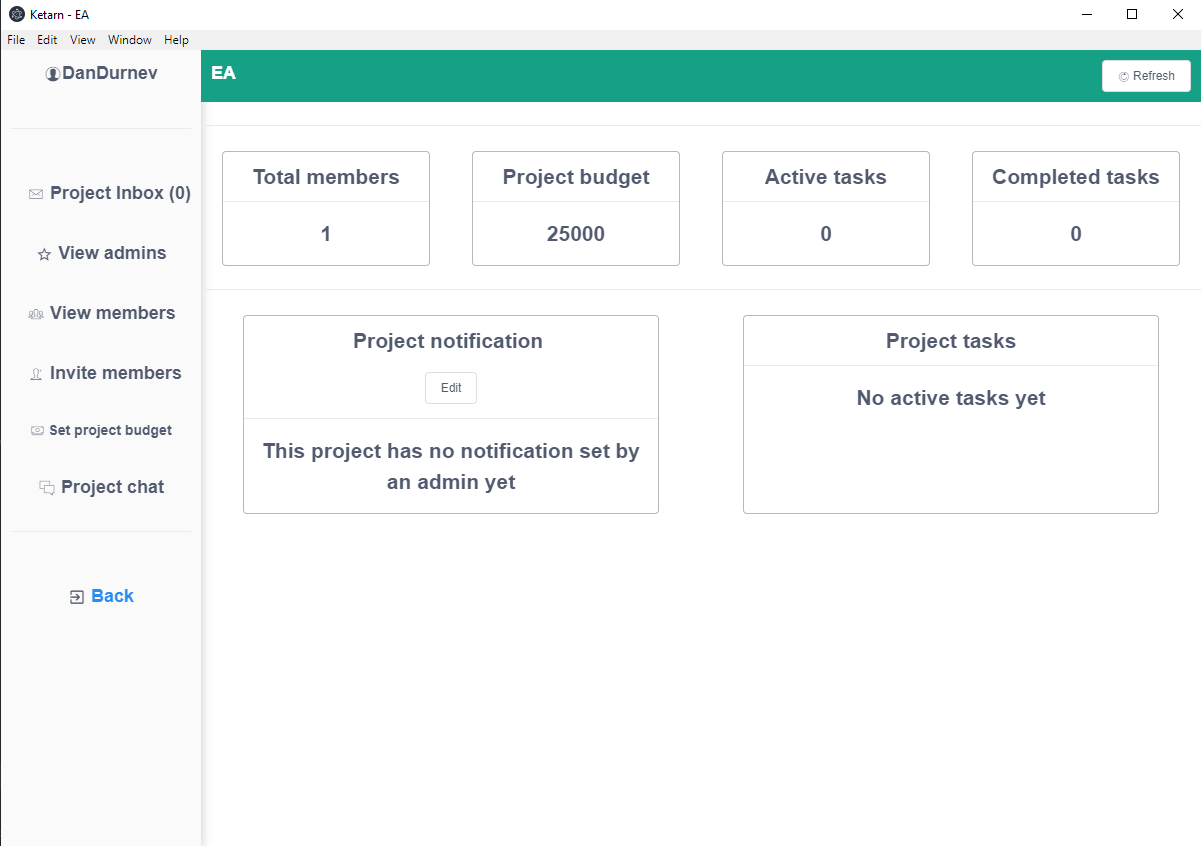 Ketarn - EA
File Edit View Window Help
DanDurnev
EA
Refresh
Project Inbox (0)
View admins
View members
Invite members
Set project budget
Project chat
Back
Total members
1
Project budget
25000
Active tasks
0
Completed tasks
0
Project notification
Edit
This project has no notification set by
an admin yet
Project tasks
No active tasks yet